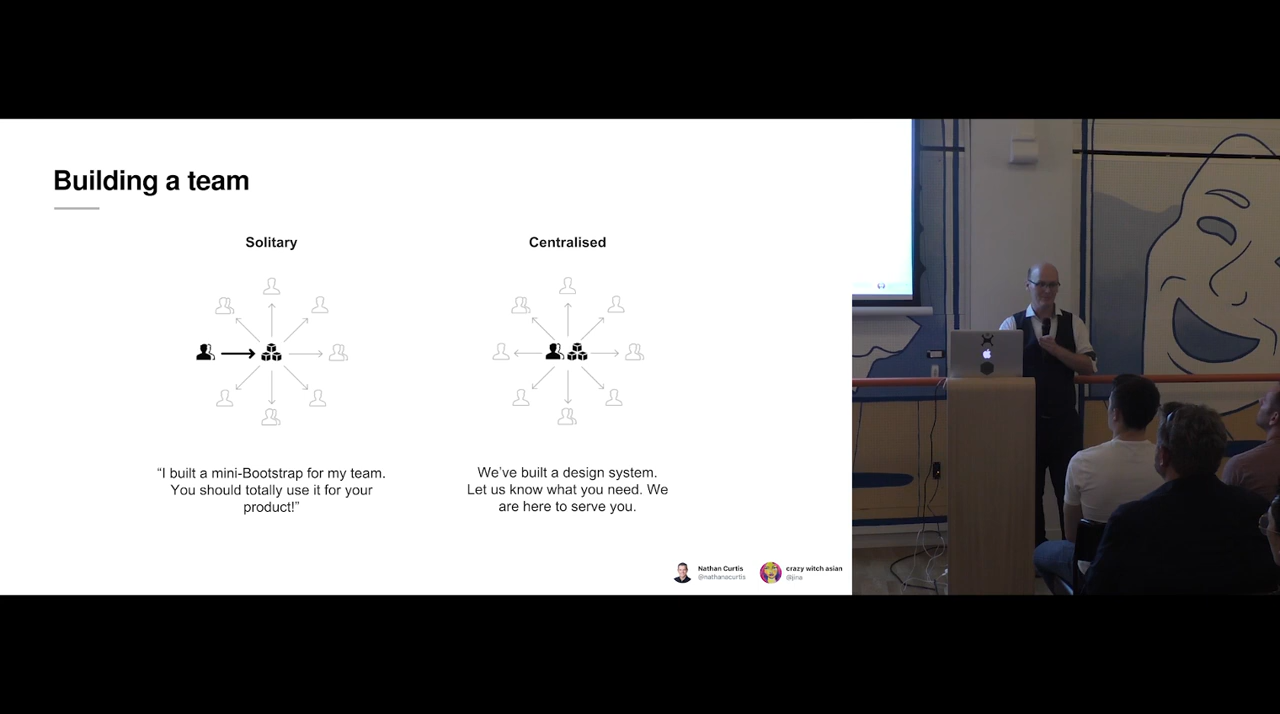 Building a team
Solitary
Centralised
“I built a mini-Bootstrap for my team.
You should totally use it for your
product!”
We’ve built a design system.
Let us know what you need. We
are here to serve you.
Nathan Curtis
@nathanacurtis
crazy witch asian
@jina